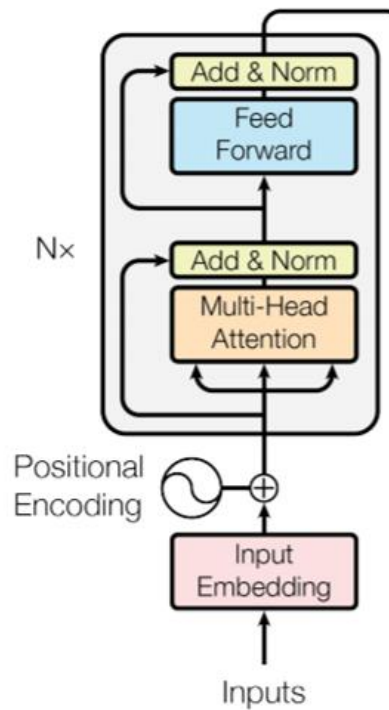 Add & Norm
Feed
Forward
N×
Add & Norm
Multi-Head
Attention
Positional
Encoding
Input
Embedding
Inputs